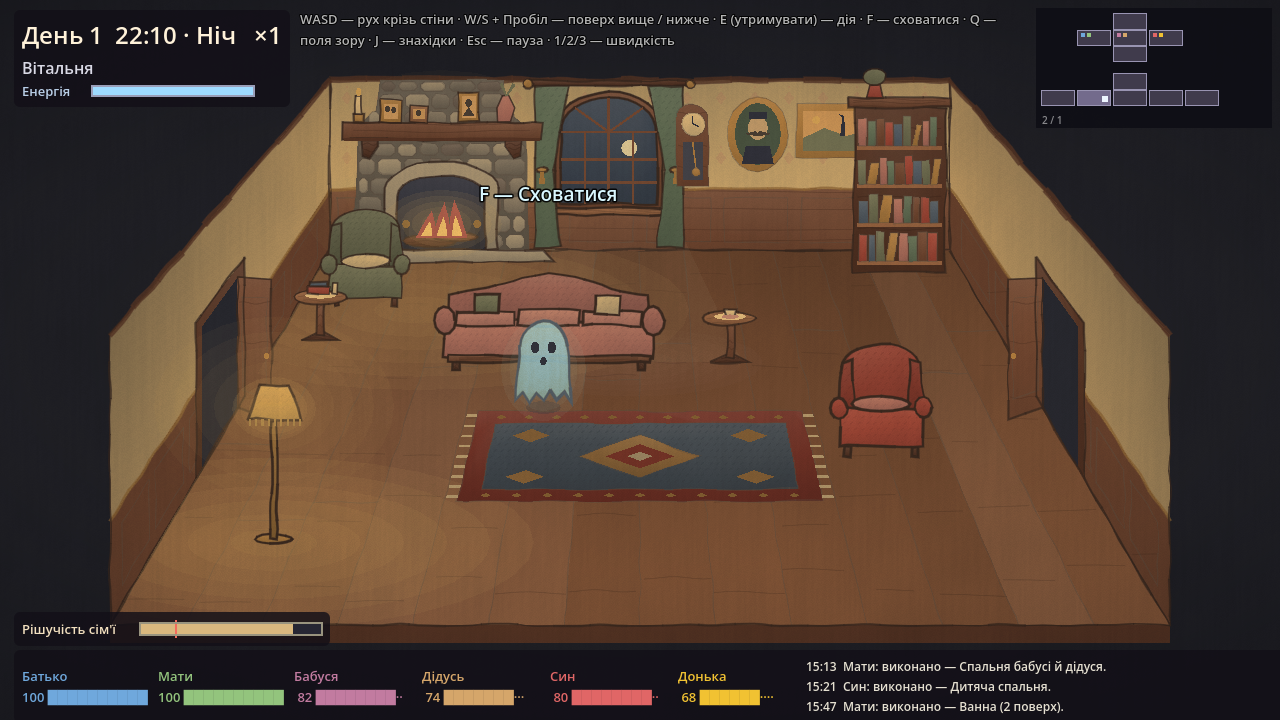 День 1 22:10 · Ніч ×1
Вітальня
Енергія
WASD — рух крізь стіни · W/S + Пробіл — поверх вище / нижче · E (утримувати) — дія · F — сховатися · Q —
поля зору · J — знахідки · Esc — пауза · 1/2/3 — швидкість
2 / 1
F — Сховатися
Рішучість сім'ї
Батько
100
Мати
100
Бабуся
82
Дідусь
74
Син
80
Донька
68
15:13 Мати: виконано — Спальня бабусі й дідуся.
15:21 Син: виконано — Дитяча спальня.
15:47 Мати: виконано — Ванна (2 поверх).